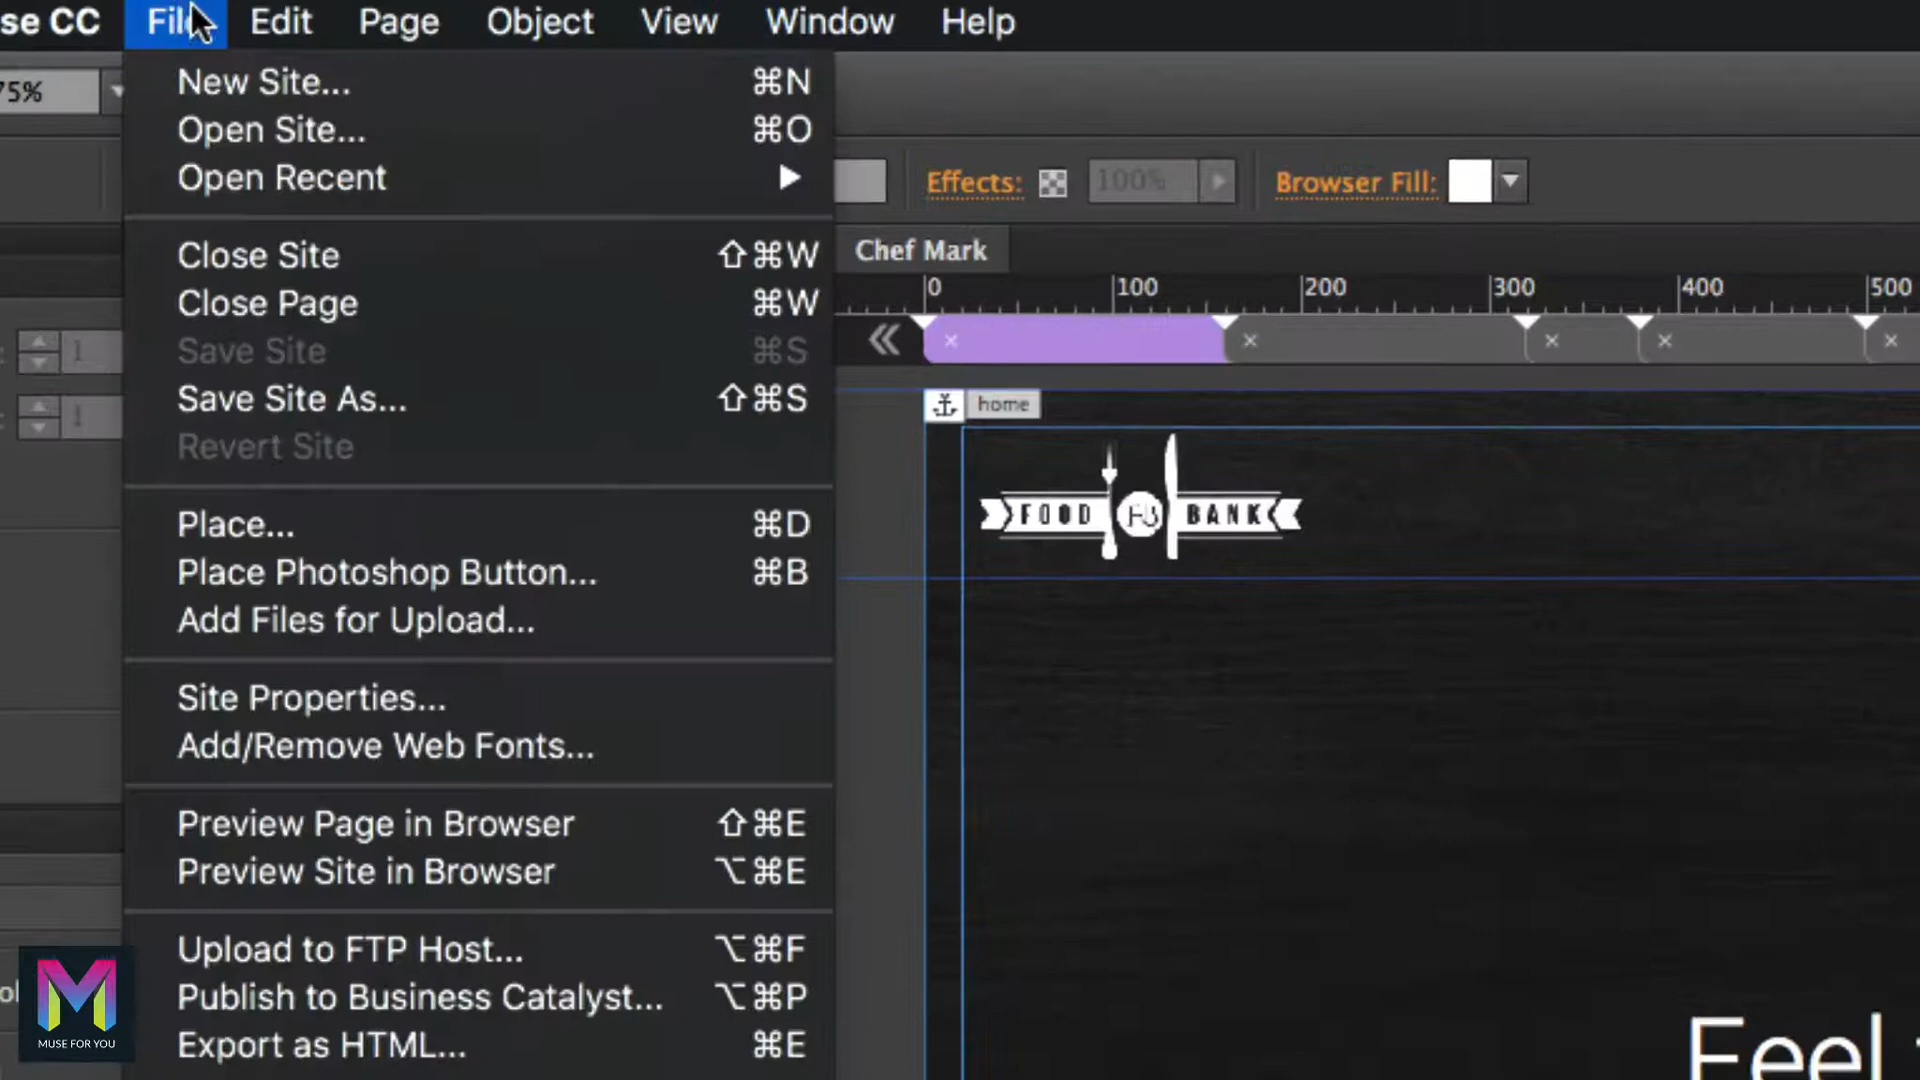 se CC File Edit Page Object View Window Help
75%
New Site... ⌘N
Open Site... ⌘O
Open Recent ▶
Close Site ⇧⌘W
Close Page ⌘W
Save Site ⌘S
Save Site As... ⇧⌘S
Revert Site
Place... ⌘D
Place Photoshop Button... ⌘B
Add Files for Upload...
Site Properties...
Add/Remove Web Fonts...
Preview Page in Browser ⇧⌘E
Preview Site in Browser ⌥⌘E
Upload to FTP Host... ⌥⌘F
Publish to Business Catalyst... ⌥⌘P
Export as HTML... ⌘E
Effects: 100% Browser Fill:
Chef Mark
0 100 200 300 400 500
1
1
home
FOOD FB BANK
Feel
MUSE FOR YOU